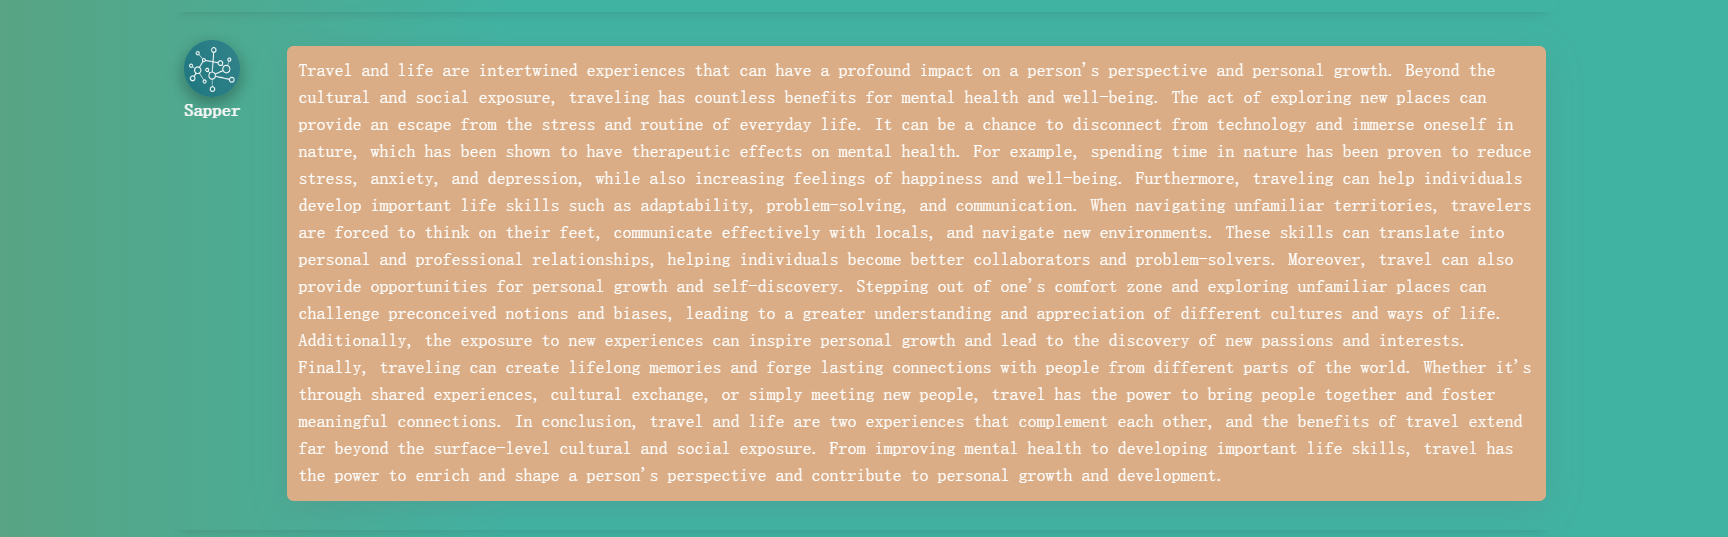 Sapper
Travel and life are intertwined experiences that can have a profound impact on a person's perspective and personal growth. Beyond the
cultural and social exposure, traveling has countless benefits for mental health and well-being. The act of exploring new places can
provide an escape from the stress and routine of everyday life. It can be a chance to disconnect from technology and immerse oneself in
nature, which has been shown to have therapeutic effects on mental health. For example, spending time in nature has been proven to reduce
stress, anxiety, and depression, while also increasing feelings of happiness and well-being. Furthermore, traveling can help individuals
develop important life skills such as adaptability, problem-solving, and communication. When navigating unfamiliar territories, travelers
are forced to think on their feet, communicate effectively with locals, and navigate new environments. These skills can translate into
personal and professional relationships, helping individuals become better collaborators and problem-solvers. Moreover, travel can also
provide opportunities for personal growth and self-discovery. Stepping out of one's comfort zone and exploring unfamiliar places can
challenge preconceived notions and biases, leading to a greater understanding and appreciation of different cultures and ways of life.
Additionally, the exposure to new experiences can inspire personal growth and lead to the discovery of new passions and interests.
Finally, traveling can create lifelong memories and forge lasting connections with people from different parts of the world. Whether it's
through shared experiences, cultural exchange, or simply meeting new people, travel has the power to bring people together and foster
meaningful connections. In conclusion, travel and life are two experiences that complement each other, and the benefits of travel extend
far beyond the surface-level cultural and social exposure. From improving mental health to developing important life skills, travel has
the power to enrich and shape a person's perspective and contribute to personal growth and development.